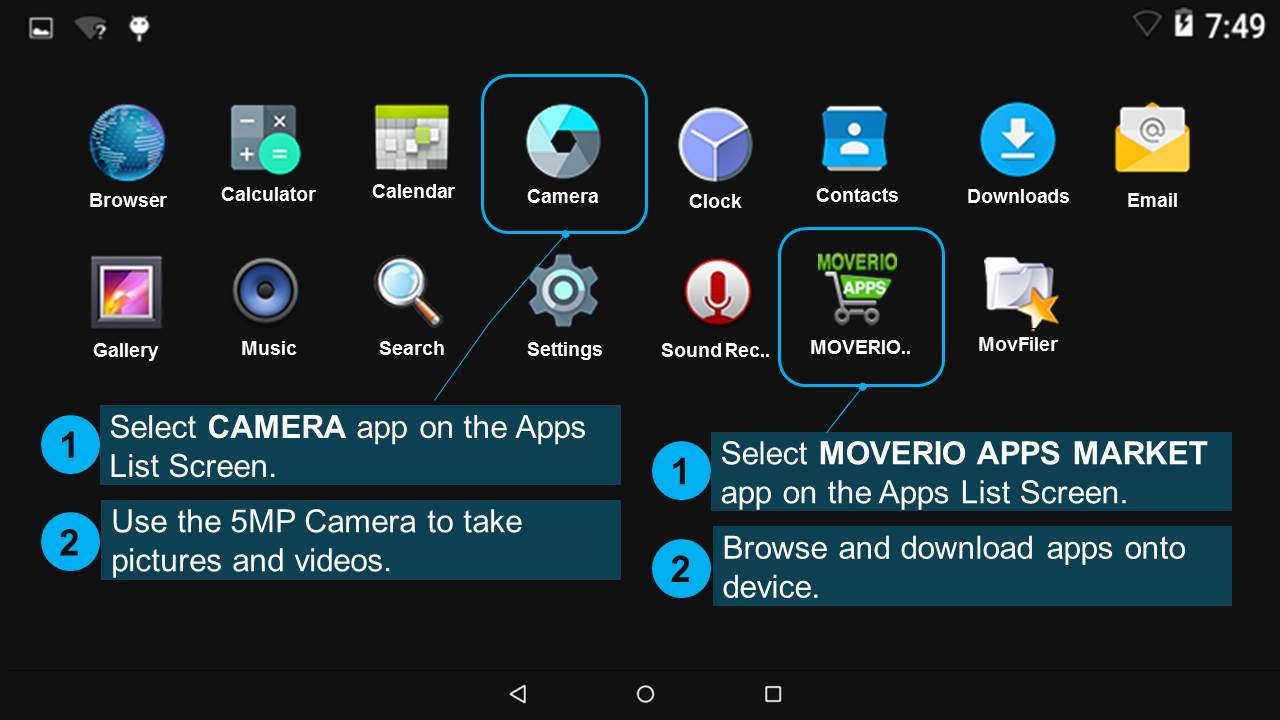 7:49
Browser
Calculator
Calendar
Camera
Clock
Contacts
Downloads
Email
@
MOVERIO
APPS
Gallery
Music
Search
Settings
Sound Rec..
MOVERIO..
MovFiler
1
Select CAMERA app on the Apps
List Screen.
2
Use the 5MP Camera to take
pictures and videos.
1
Select MOVERIO APPS MARKET
app on the Apps List Screen.
2
Browse and download apps onto
device.